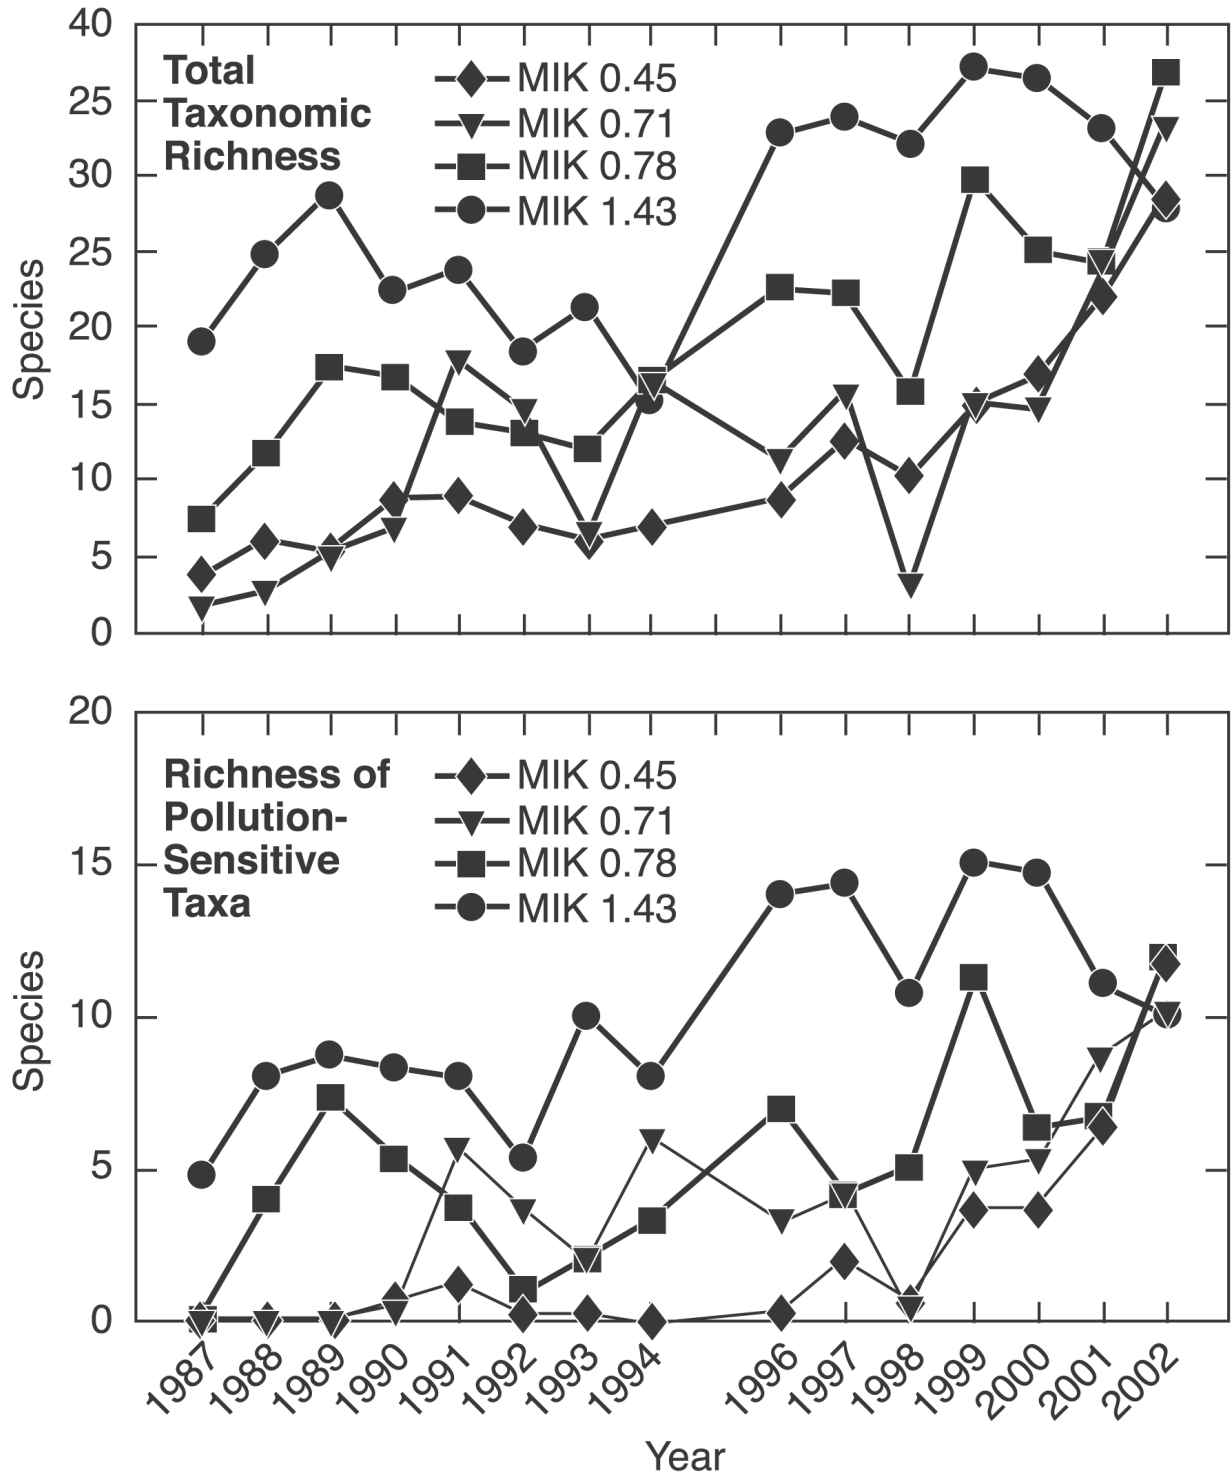 40
25
30
25
20
15
10
5
0
Species
Total
Taxonomic
Richness
MIK 0.45
MIK 0.71
MIK 0.78
MIK 1.43
20
15
10
5
0
Species
Richness of
Pollution-
Sensitive
Taxa
MIK 0.45
MIK 0.71
MIK 0.78
MIK 1.43
1987 1988 1989 1990 1991 1992 1993 1994 1996 1997 1998 1999 2000 2001 2002
Year